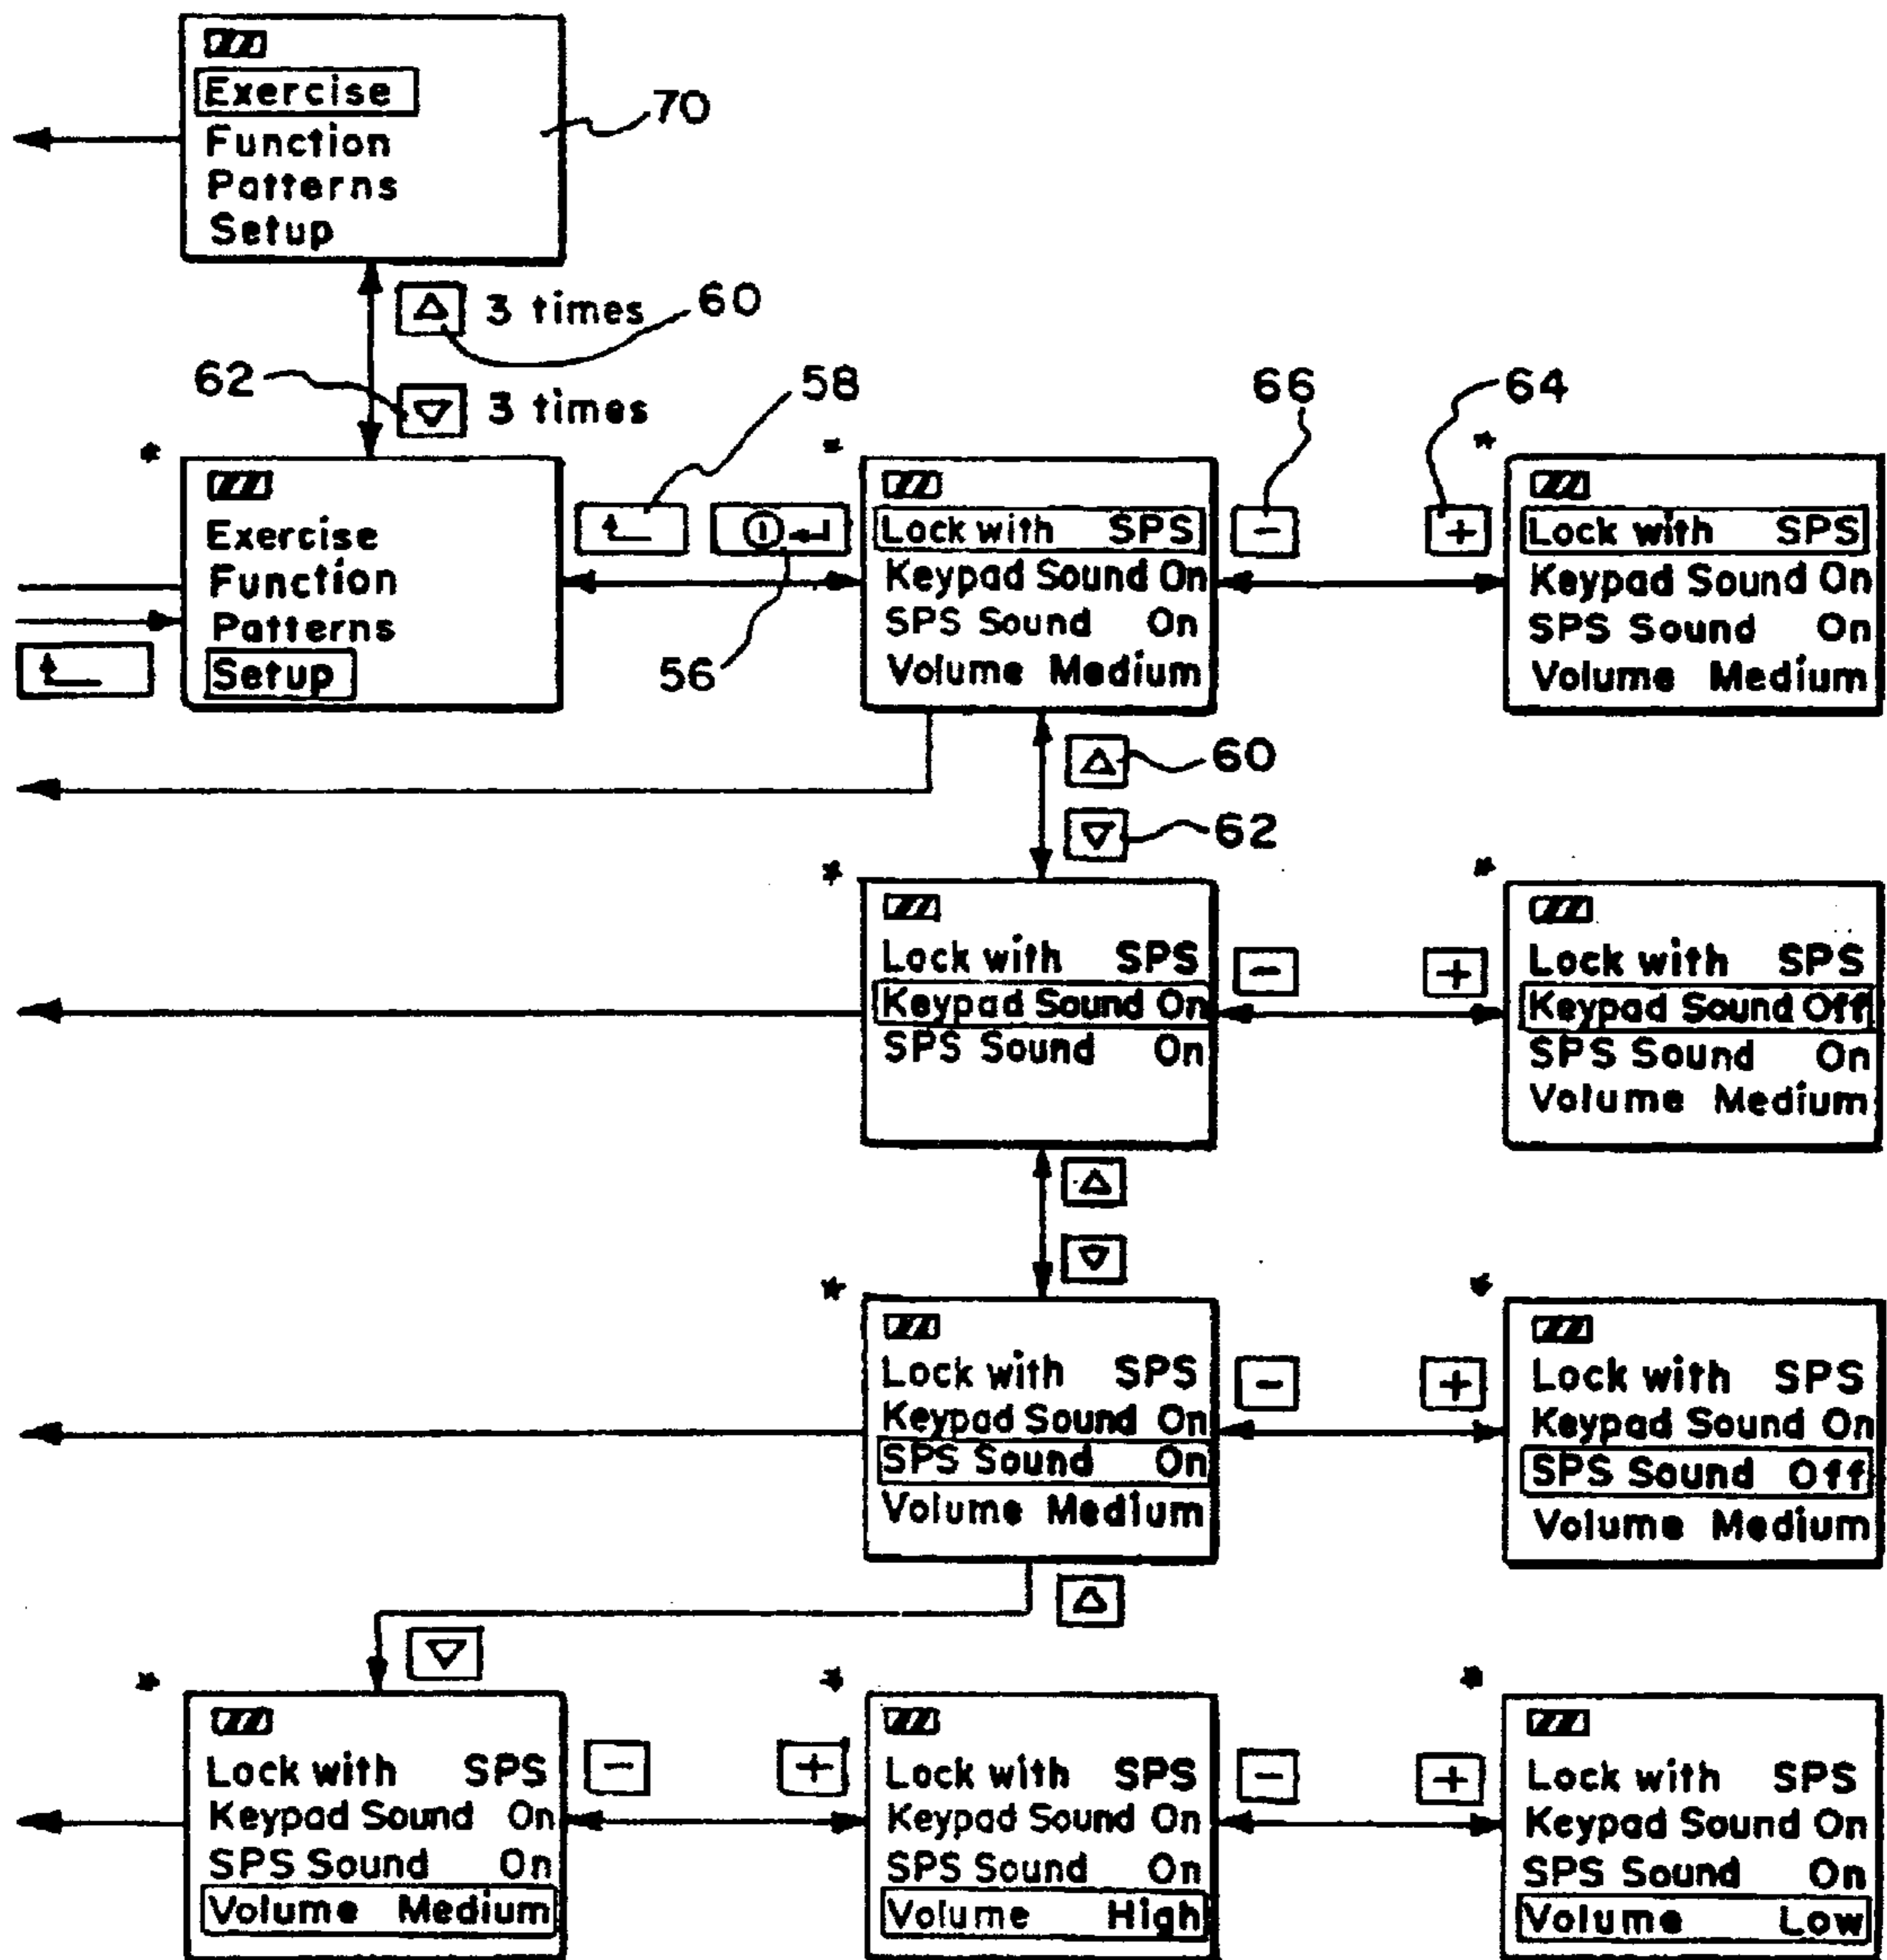 Exercise
Function
Patterns
Setup
70
3 times
60
62
3 times
58
66
64
*
Exercise
Function
Patterns
Setup
56
*
Lock with SPS
Keypad Sound On
SPS Sound On
Volume Medium
-
+
*
Lock with SPS
Keypad Sound On
SPS Sound On
Volume Medium
60
62
*
Lock with SPS
Keypad Sound On
SPS Sound On
-
+
*
Lock with SPS
Keypad Sound Off
SPS Sound On
Volume Medium
*
Lock with SPS
Keypad Sound On
SPS Sound On
Volume Medium
-
+
*
Lock with SPS
Keypad Sound On
SPS Sound Off
Volume Medium
*
Lock with SPS
Keypad Sound On
SPS Sound On
Volume Medium
-
+
*
Lock with SPS
Keypad Sound On
SPS Sound On
Volume High
-
+
*
Lock with SPS
Keypad Sound On
SPS Sound On
Volume Low